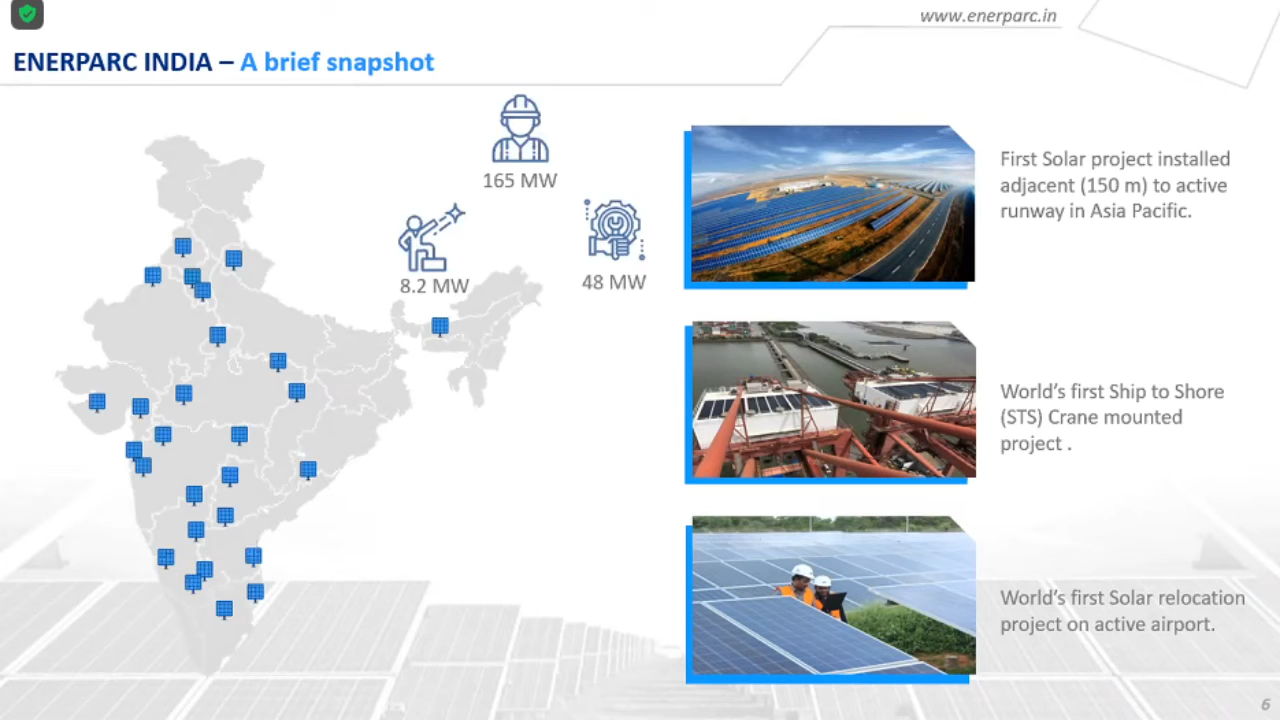 www.enerparc.in
ENERPARC INDIA – A brief snapshot
165 MW
8.2 MW
48 MW
First Solar project installed
adjacent (150 m) to active
runway in Asia Pacific.
World's first Ship to Shore
(STS) Crane mounted
project .
World's first Solar relocation
project on active airport.
6